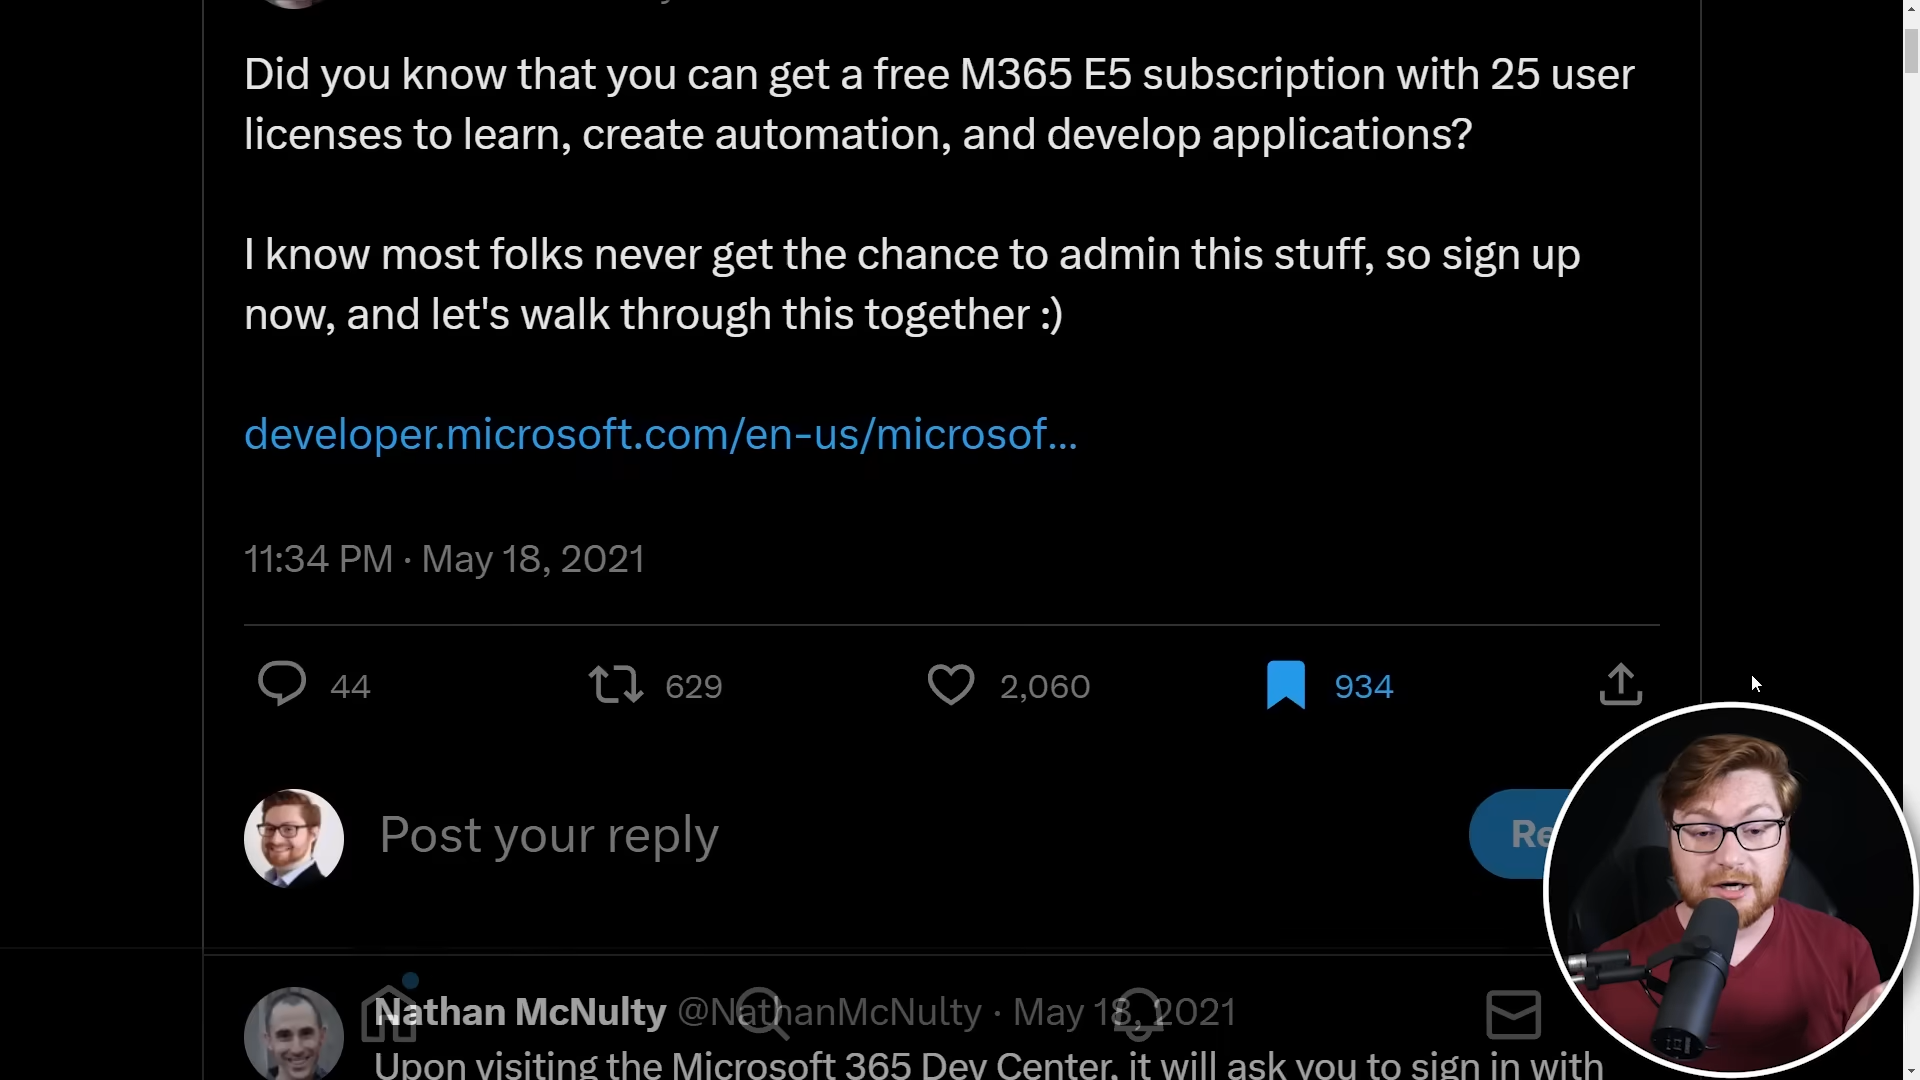 Did you know that you can get a free M365 E5 subscription with 25 user
licenses to learn, create automation, and develop applications?
I know most folks never get the chance to admin this stuff, so sign up
now, and let's walk through this together :)
developer.microsoft.com/en-us/microsof...
11:34 PM · May 18, 2021
44 629 2,060 934
Post your reply
Re
Nathan McNulty @NathanMcNulty · May 18, 2021
Upon visiting the Microsoft 365 Dev Center, it will ask you to sign in with